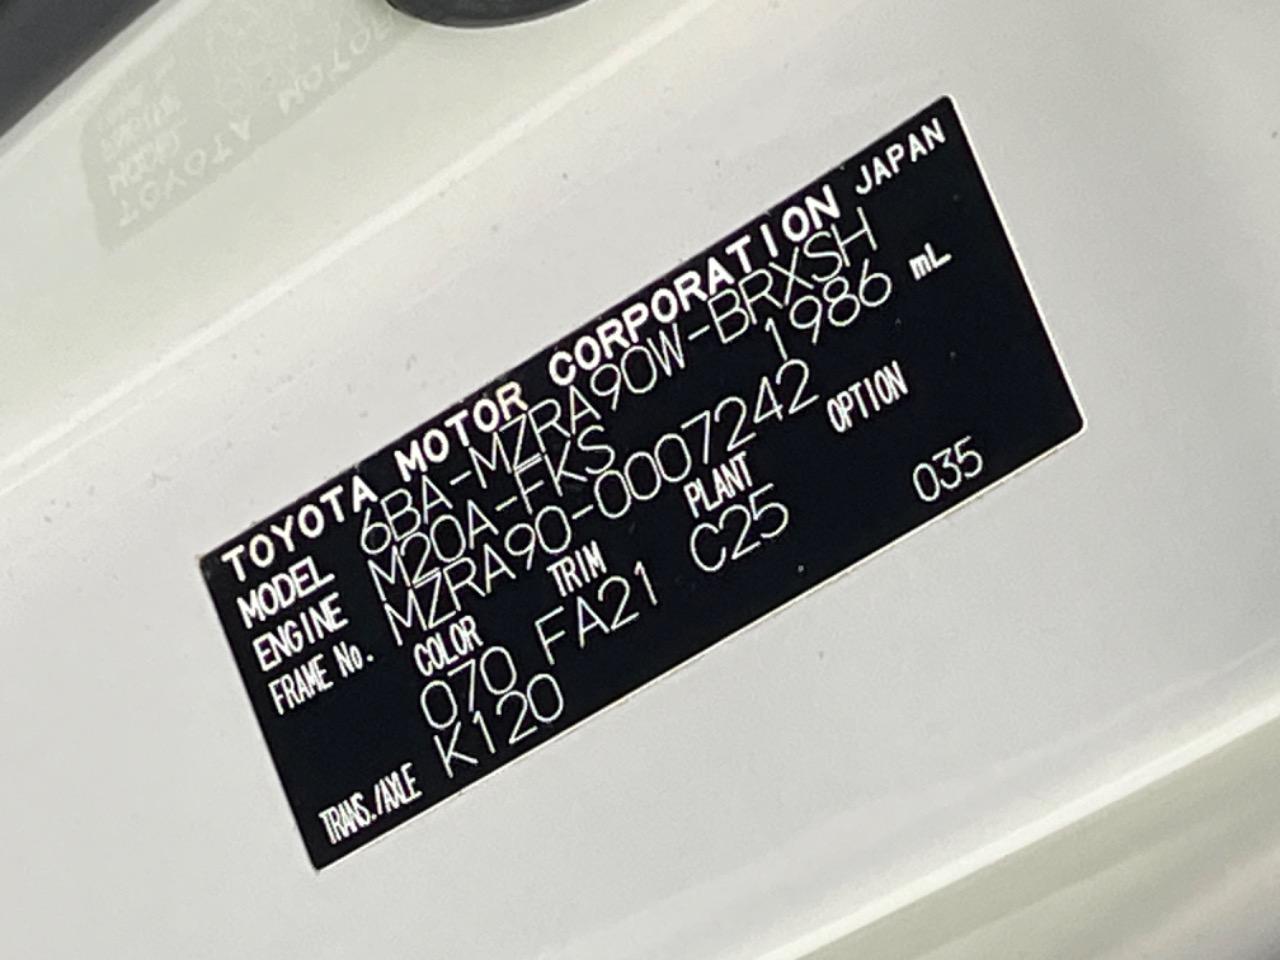 TOYOTA MOTOR CORPORATION JAPAN
MODEL 6BA-MZRA90W-BRXSH
ENGINE M20A-FKS 1986 mL
FRAME No. MZRA90-0007242
COLOR TRIM PLANT OPTION
070 FA21 C25 035
TRANS./AXLE K120